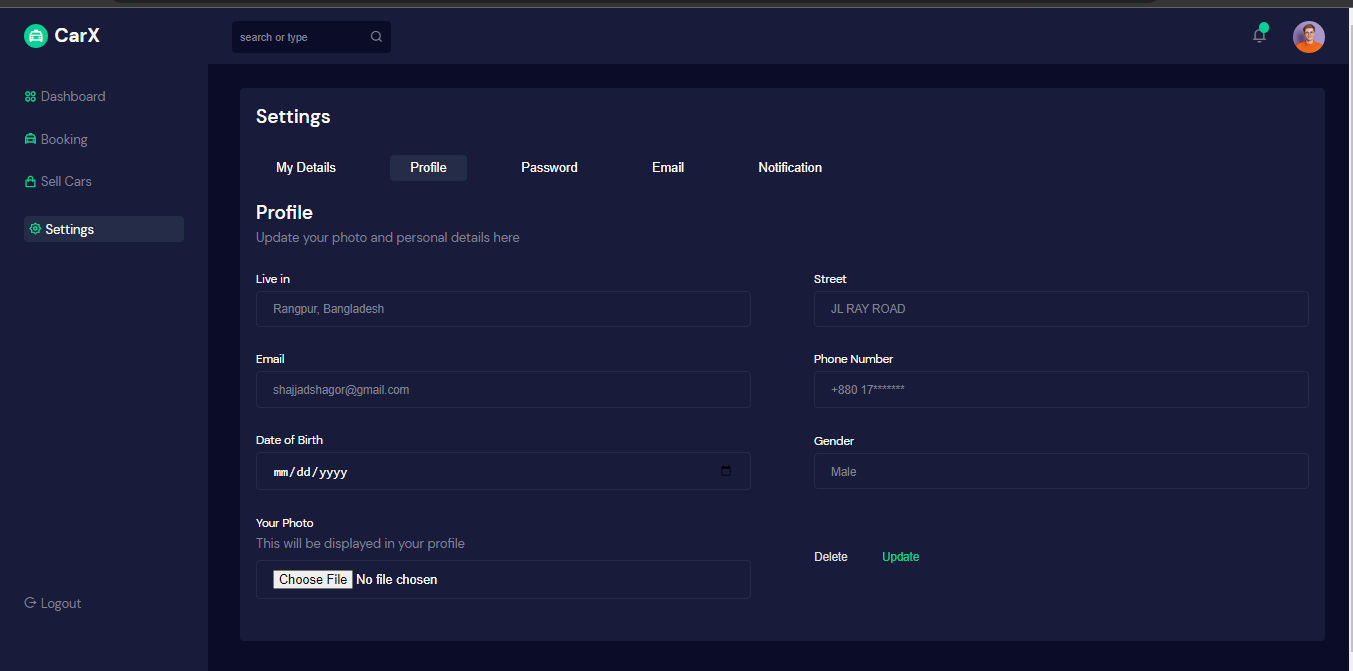 CarX
search or type
Dashboard
Booking
Sell Cars
Settings
Logout
Settings
My Details Profile Password Email Notification
Profile
Update your photo and personal details here
Live in
Rangpur, Bangladesh
Street
JL RAY ROAD
Email
shajjadshagor@gmail.com
Phone Number
+880 17*******
Date of Birth
mm/dd/yyyy
Gender
Male
Your Photo
This will be displayed in your profile
Choose File No file chosen
Delete Update